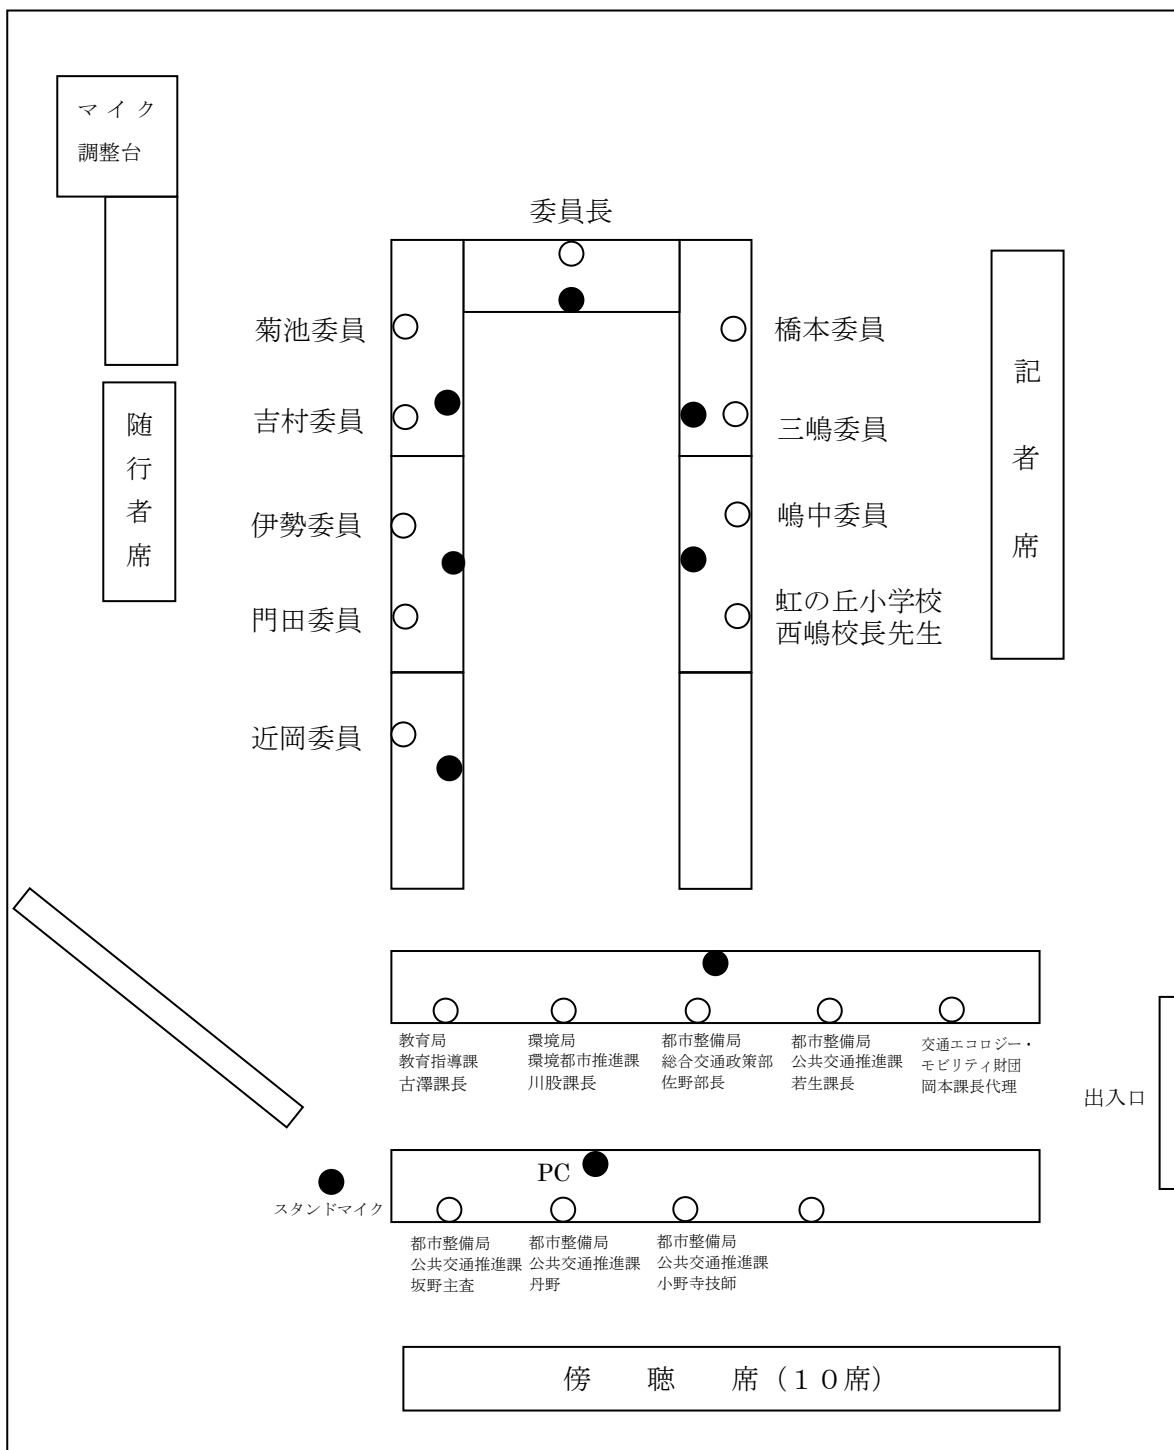 マイク
調整台
委員長
菊池委員
橋本委員
吉村委員
三嶋委員
伊勢委員
嶋中委員
門田委員
虹の丘小学校
西嶋校長先生
近岡委員
随行者席
記者席
教育局
教育指導課
古澤課長
環境局
環境都市推進課
川股課長
都市整備局
総合交通政策部
佐野部長
都市整備局
公共交通推進課
若生課長
交通エコロジー・
モビリティ財団
岡本課長代理
出入口
PC
スタンドマイク
都市整備局
公共交通推進課
坂野主査
都市整備局
公共交通推進課
丹野
都市整備局
公共交通推進課
小野寺技師
傍　聴　席（１０席）